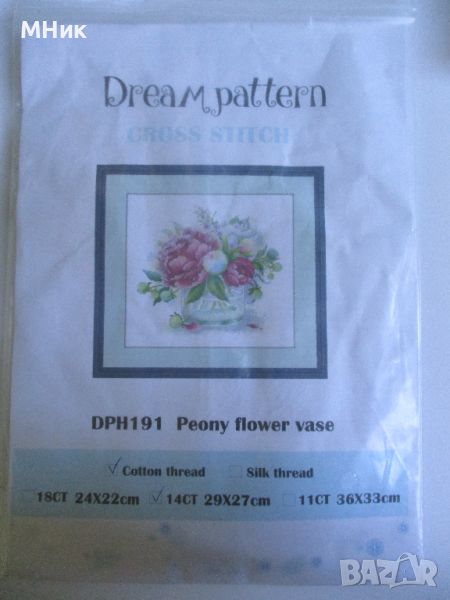 МНик
Dream pattern
CROSS STITCH
DPH191 Peony flower vase
✓ Cotton thread Silk thread
18CT 24X22cm ✓ 14CT 29X27cm 11CT 36X33cm
BAZAR